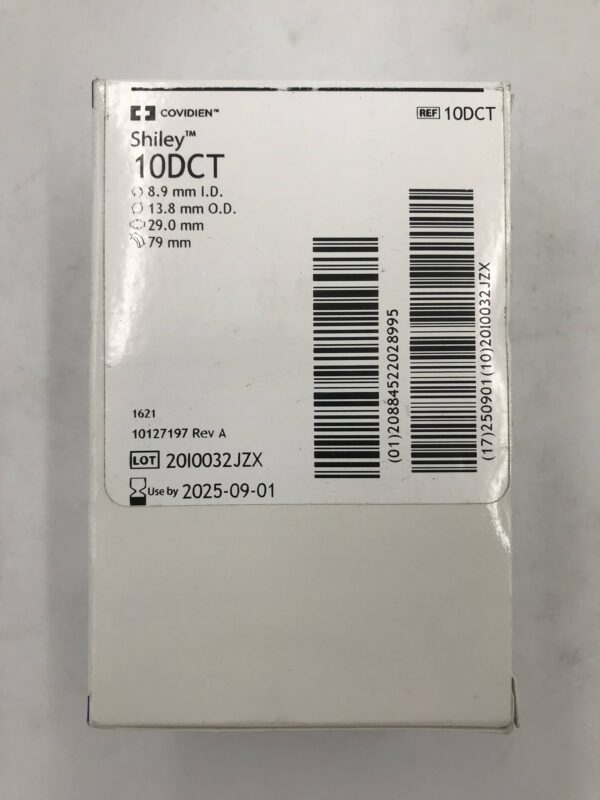 COVIDIEN™
REF 10DCT
Shiley™
10DCT
8.9 mm I.D.
13.8 mm O.D.
29.0 mm
79 mm
(01)20884522028995
(17)250901(10)20I0032JZX
1621
10127197 Rev A
LOT 20I0032JZX
Use by 2025-09-01